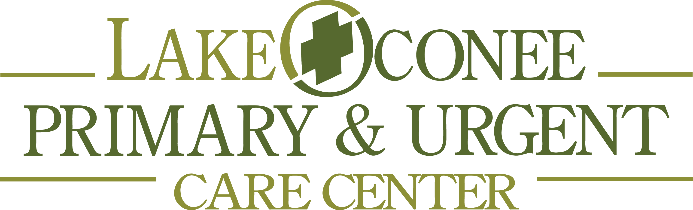 LAKE OCONEE
PRIMARY & URGENT
CARE CENTER